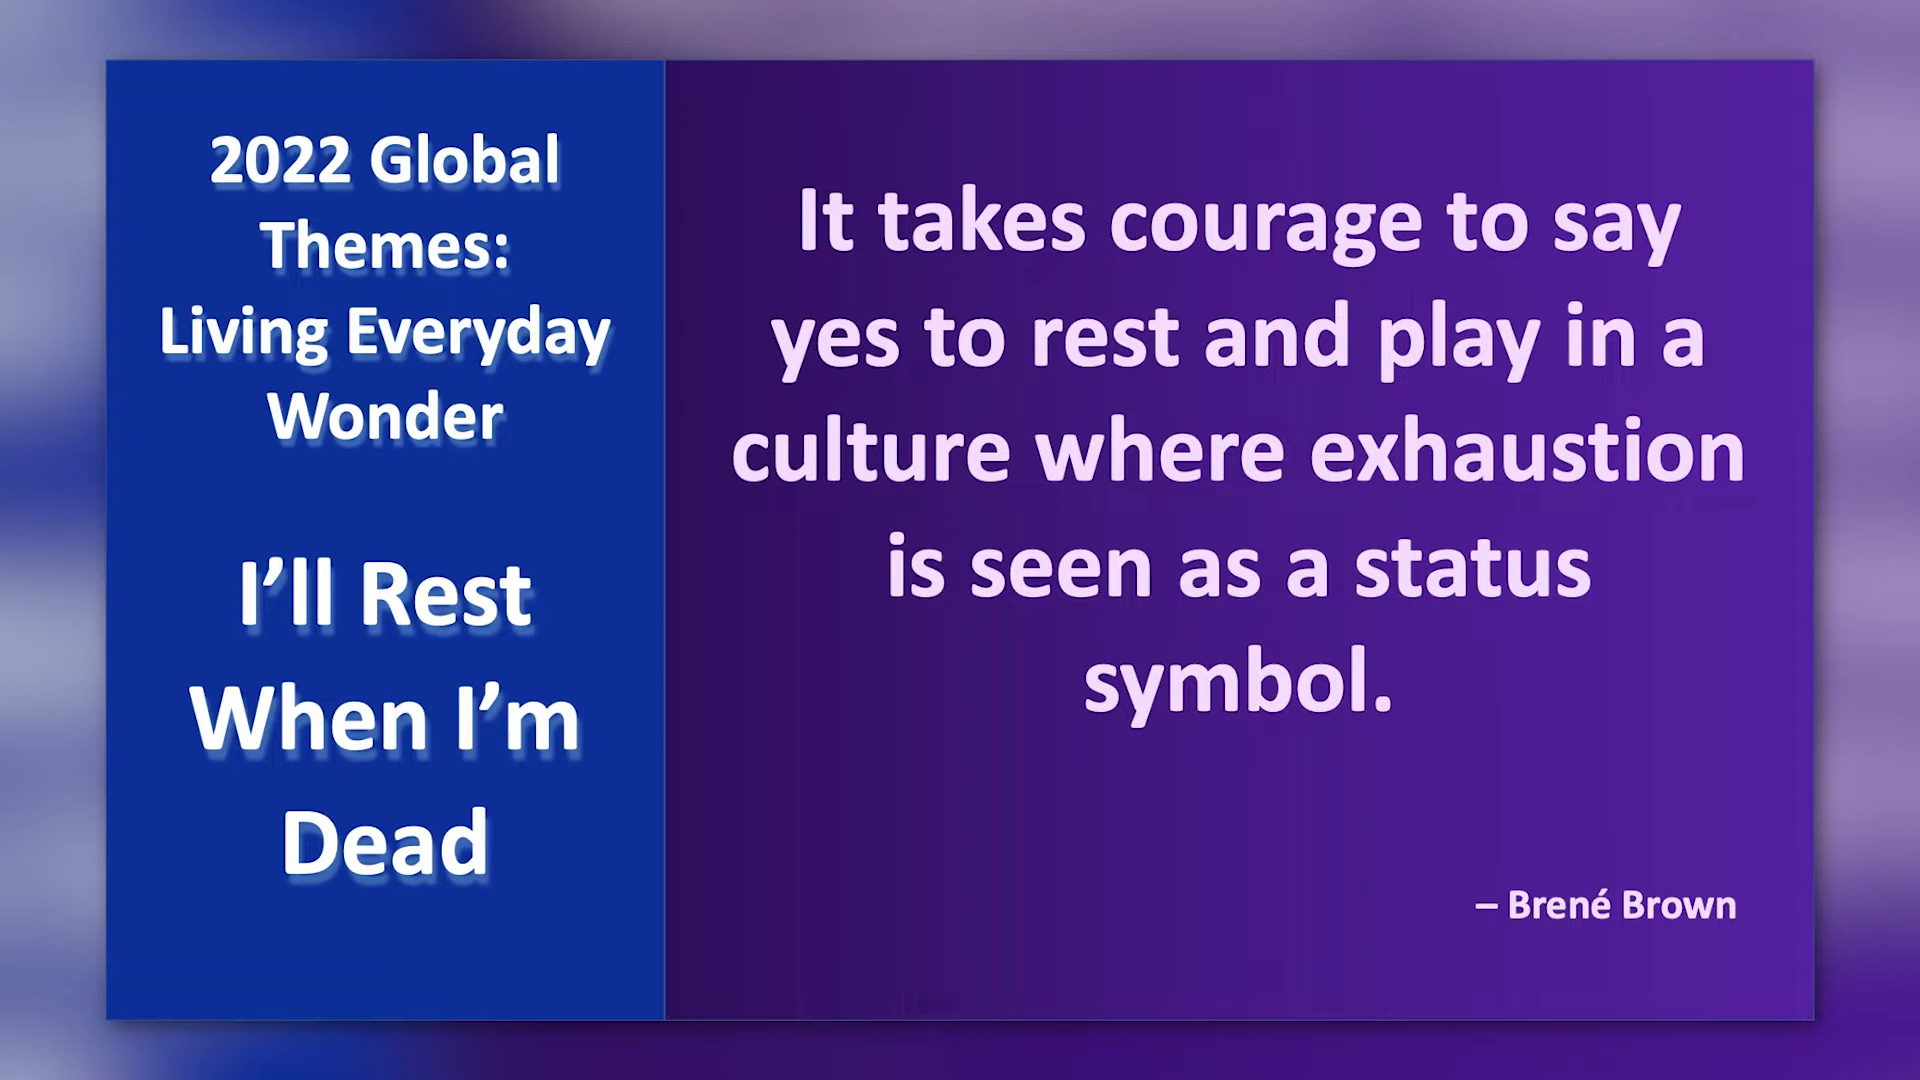 2022 Global
Themes:
Living Everyday
Wonder
I’ll Rest
When I’m
Dead
It takes courage to say
yes to rest and play in a
culture where exhaustion
is seen as a status
symbol.
– Brené Brown